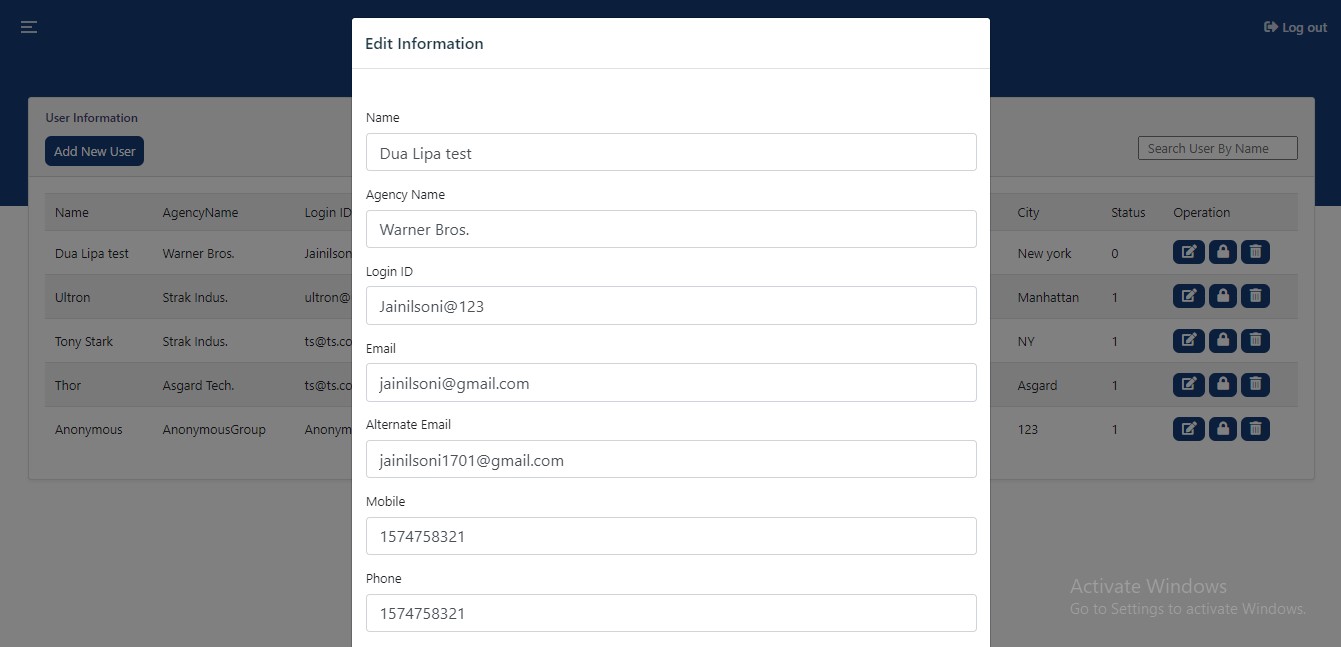 Log out
User Information
Add New User
Search User By Name
Name AgencyName Login ID City Status Operation
Dua Lipa test Warner Bros. Jainilson New york 0
Ultron Strak Indus. ultron@ Manhattan 1
Tony Stark Strak Indus. ts@ts.co NY 1
Thor Asgard Tech. ts@ts.co Asgard 1
Anonymous AnonymousGroup Anonym 123 1
Edit Information
Name
Dua Lipa test
Agency Name
Warner Bros.
Login ID
Jainilsoni@123
Email
jainilsoni@gmail.com
Alternate Email
jainilsoni1701@gmail.com
Mobile
1574758321
Phone
1574758321
Activate Windows
Go to Settings to activate Windows.